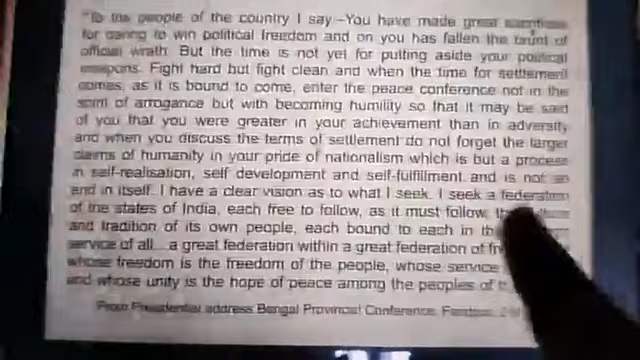 "To the people of the country I say -You have made great sacrifices
for daring to win political freedom and on you has fallen the brunt of
official wrath. But the time is not yet for putting aside your political
weapons. Fight hard but fight clean and when the time for settlement
comes, as it is bound to come, enter the peace conference not in the
spirit of arrogance but with becoming humility so that it may be said
of you that you were greater in your achievement than in adversity
and when you discuss the terms of settlement do not forget the larger
claims of humanity in your pride of nationalism which is but a process
in self-realisation, self development and self-fulfillment and is not an
end in itself. I have a clear vision as to what I seek. I seek a federation
of the states of India, each free to follow, as it must follow
and tradition of its own people, each bound to each in
service of all... a great federation within a great federation of
whose freedom is the freedom of the people, whose service
and whose unity is the hope of peace among the peoples of
From Presidential address Bengal Provincial Conference,